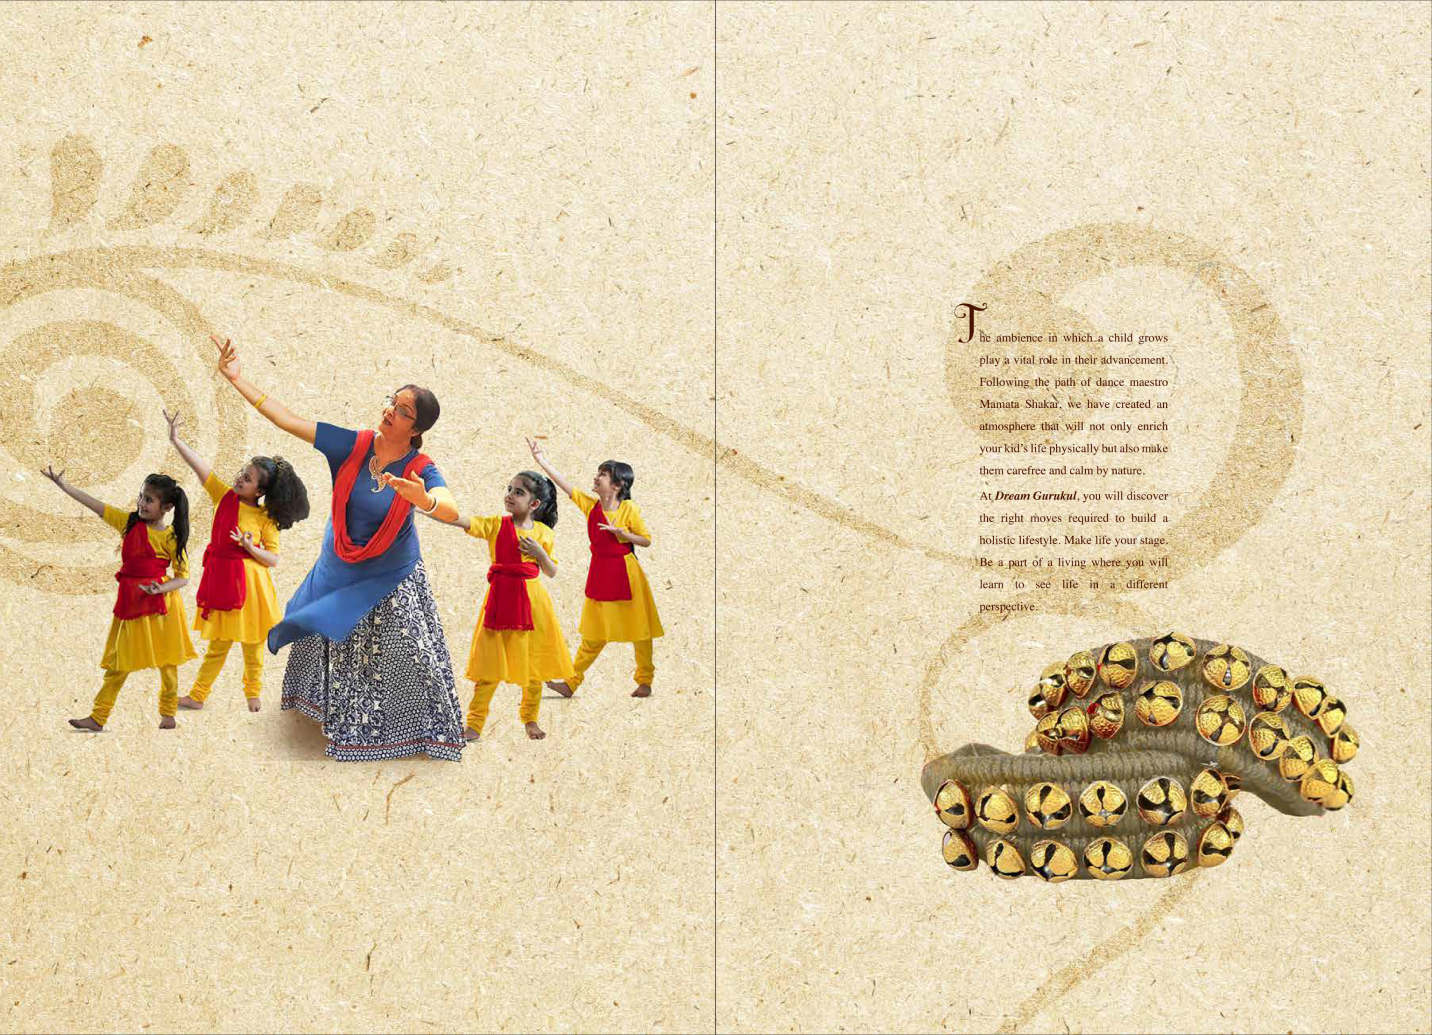 The ambience in which a child grows
play a vital role in their advancement.
Following the path of dance maestro
Mamata Shakar, we have created an
atmosphere that will not only enrich
your kid's life physically but also make
them carefree and calm by nature.
At Dream Gurukul, you will discover
the right moves required to build a
holistic lifestyle. Make life your stage.
Be a part of a living where you will
learn to see life in a different
perspective.